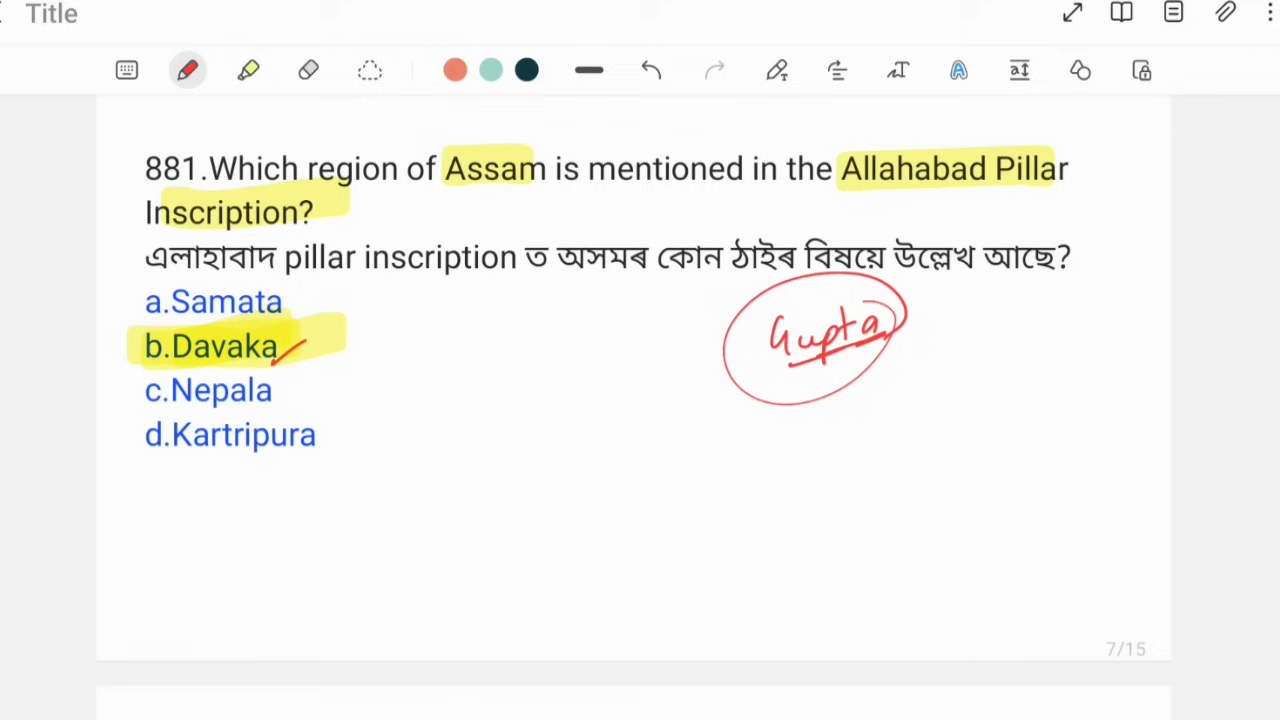 Title
881.Which region of Assam is mentioned in the Allahabad Pillar
Inscription?
এলাহাবাদ pillar inscription ত অসমৰ কোন ঠাইৰ বিষয়ে উল্লেখ আছে?
a.Samata
b.Davaka
Gupta
c.Nepala
d.Kartripura
7/15